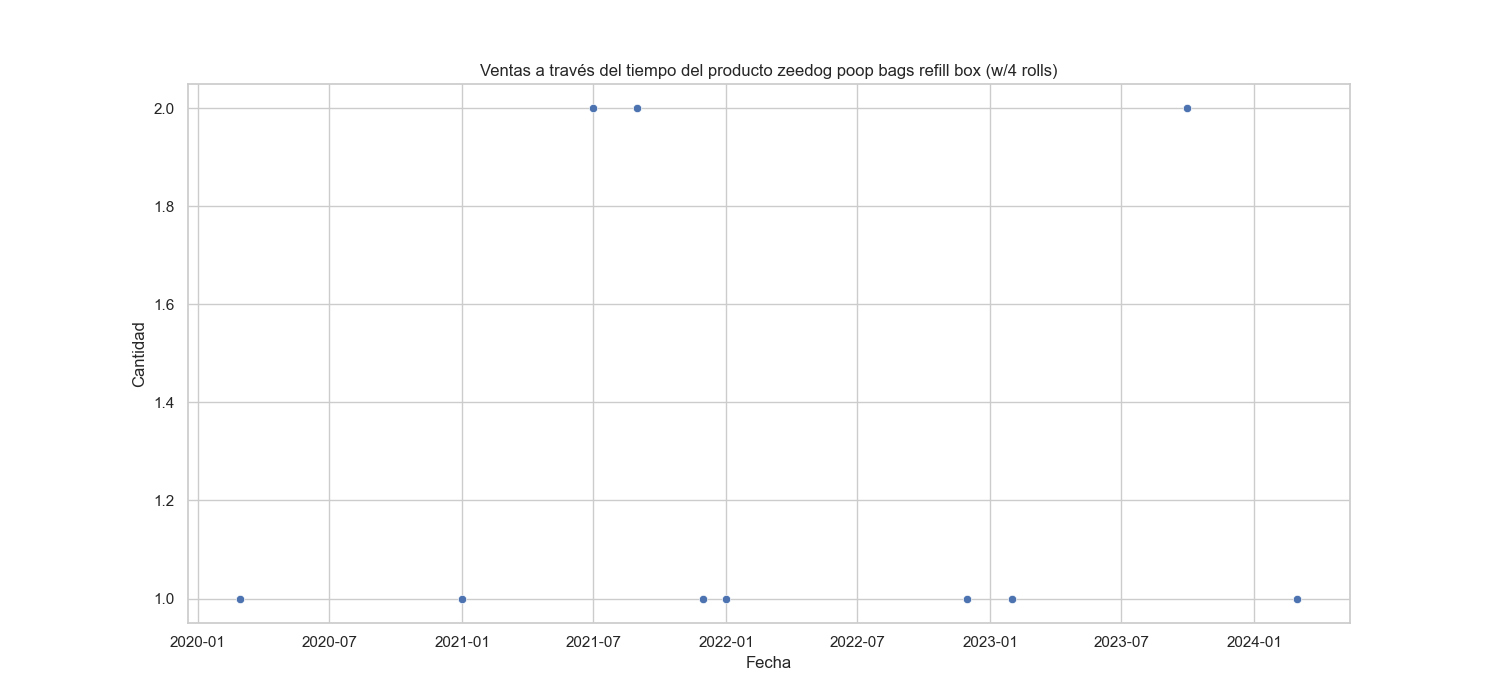 Ventas a través del tiempo del producto zeedog poop bags refill box (w/4 rolls)
2.0
1.8
1.6
1.4
1.2
1.0
Cantidad
2020-01 2020-07 2021-01 2021-07 2022-01 2022-07 2023-01 2023-07 2024-01
Fecha